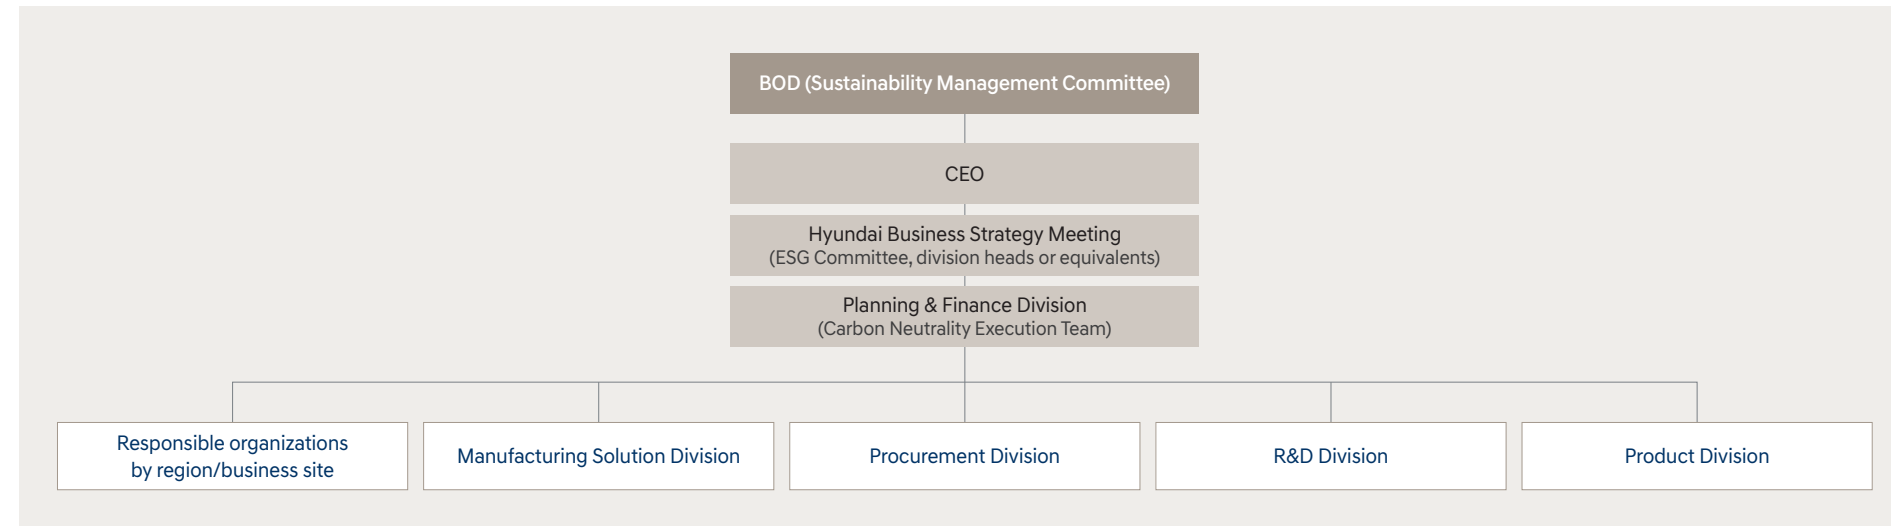 BOD (Sustainability Management Committee)
CEO
Hyundai Business Strategy Meeting
(ESG Committee, division heads or equivalents)
Planning & Finance Division
(Carbon Neutrality Execution Team)
Responsible organizations
by region/business site
Manufacturing Solution Division
Procurement Division
R&D Division
Product Division